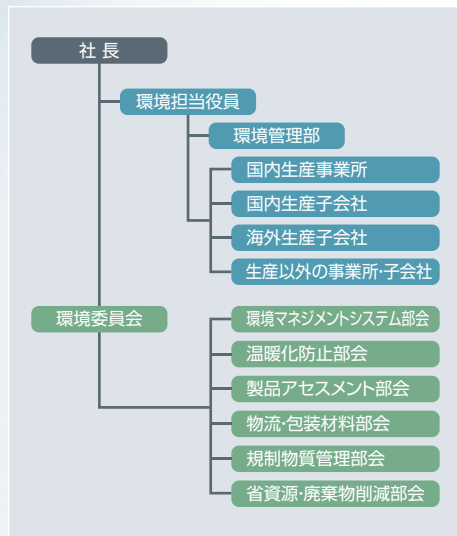 社長
環境担当役員
環境管理部
国内生産事業所
国内生産子会社
海外生産子会社
生産以外の事業所・子会社
環境委員会
環境マネジメントシステム部会
温暖化防止部会
製品アセスメント部会
物流・包装材料部会
規制物質管理部会
省資源・廃棄物削減部会